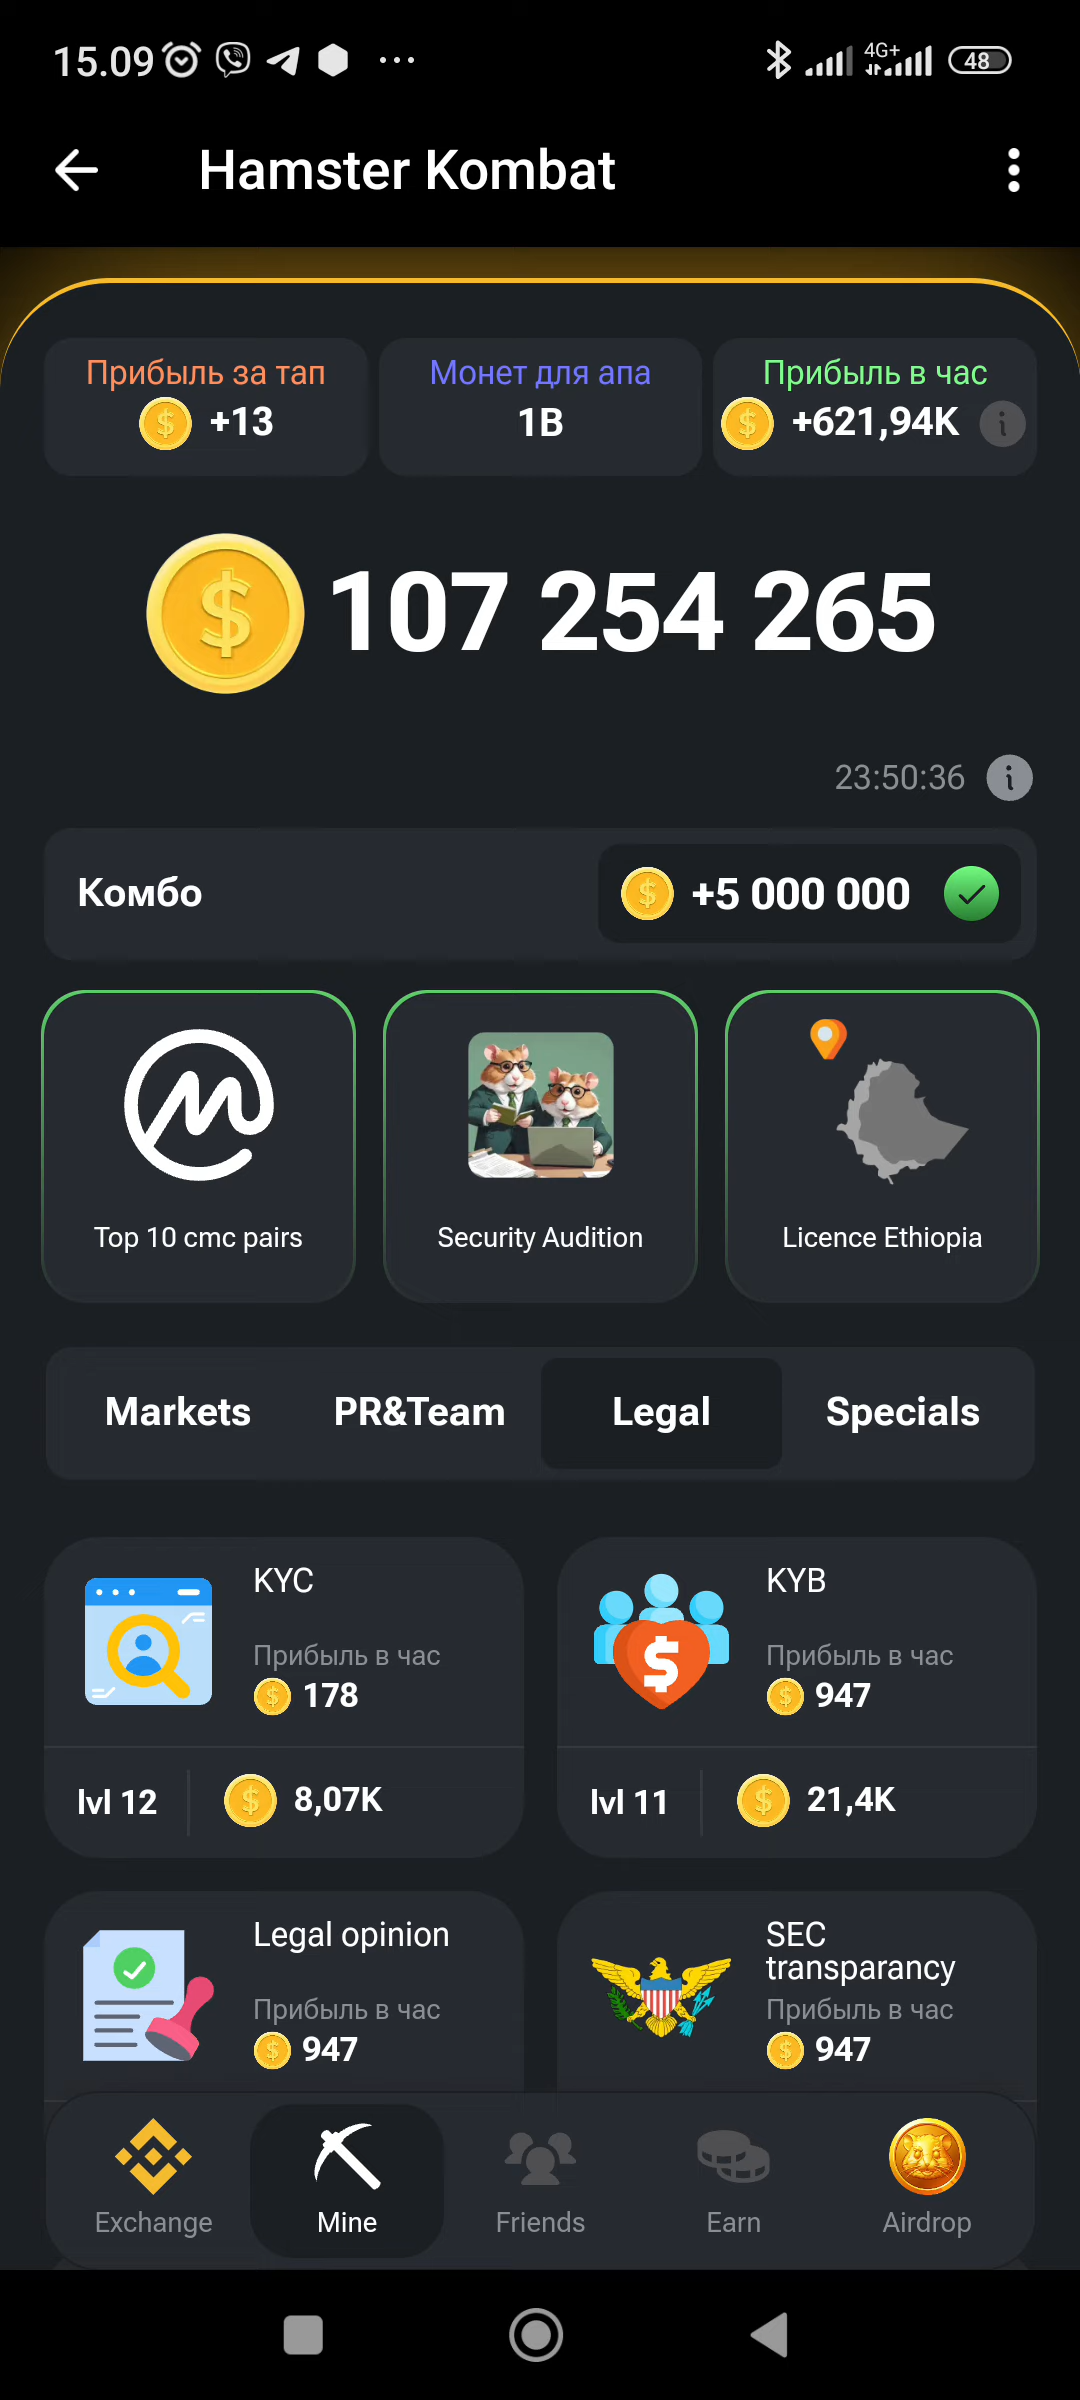 15.09 4G+ 48
Hamster Kombat
Прибыль за тап
+13
Монет для апа
1B
Прибыль в час
+621,94K
107 254 265
23:50:36
Комбо
+5 000 000
Top 10 cmc pairs
Security Audition
Licence Ethiopia
Markets PR&Team Legal Specials
KYC
Прибыль в час
178
lvl 12 8,07K
KYB
Прибыль в час
947
lvl 11 21,4K
Legal opinion
Прибыль в час
947
SEC
transparancy
Прибыль в час
947
Exchange Mine Friends Earn Airdrop